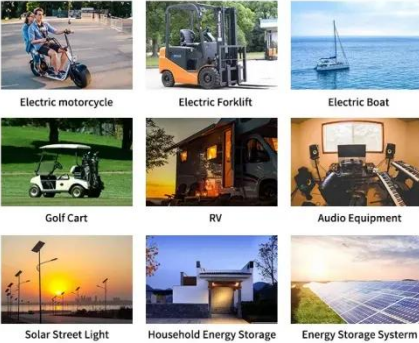 Electric motorcycle
Electric Forklift
Electric Boat
Golf Cart
RV
Audio Equipment
Solar Street Light
Household Energy Storage
Energy Storage Systerm